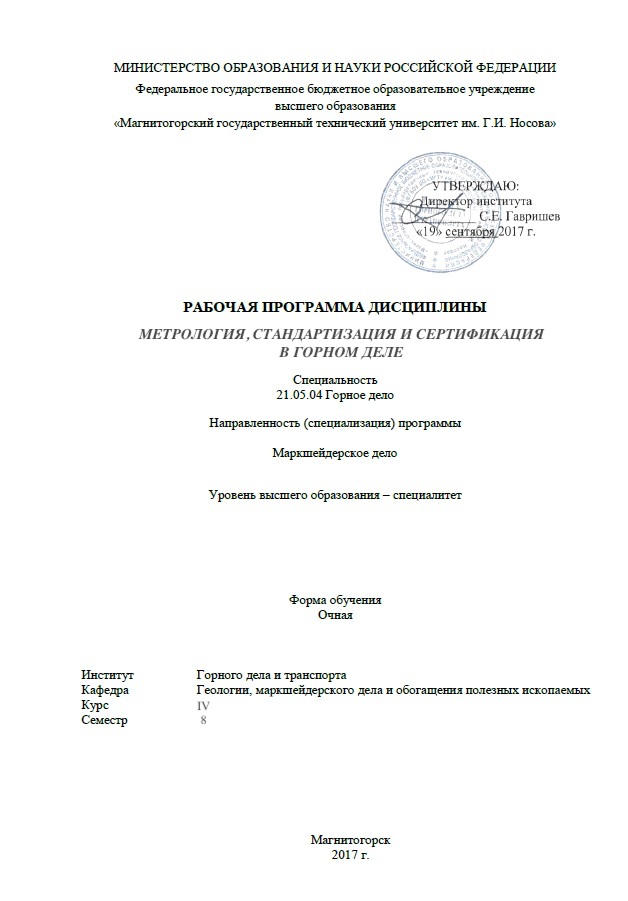 МИНИСТЕРСТВО ОБРАЗОВАНИЯ И НАУКИ РОССИЙСКОЙ ФЕДЕРАЦИИ
Федеральное государственное бюджетное образовательное учреждение
высшего образования
«Магнитогорский государственный технический университет им. Г.И. Носова»
УТВЕРЖДАЮ:
Директор института
С.Е. Гавришев
«19» сентября 2017 г.
РАБОЧАЯ ПРОГРАММА ДИСЦИПЛИНЫ
МЕТРОЛОГИЯ, СТАНДАРТИЗАЦИЯ И СЕРТИФИКАЦИЯ
В ГОРНОМ ДЕЛЕ
Специальность
21.05.04 Горное дело
Направленность (специализация) программы
Маркшейдерское дело
Уровень высшего образования – специалитет
Форма обучения
Очная
Институт Горного дела и транспорта
Кафедра Геологии, маркшейдерского дела и обогащения полезных ископаемых
Курс IV
Семестр 8
Магнитогорск
2017 г.